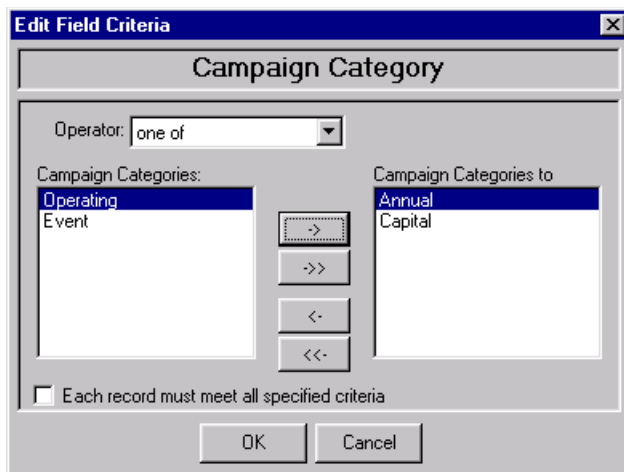 Edit Field Criteria
Campaign Category
Operator: one of
Campaign Categories:
Campaign Categories to
Operating
Event
Annual
Capital
->
->>
<-
<<-
Each record must meet all specified criteria
OK
Cancel